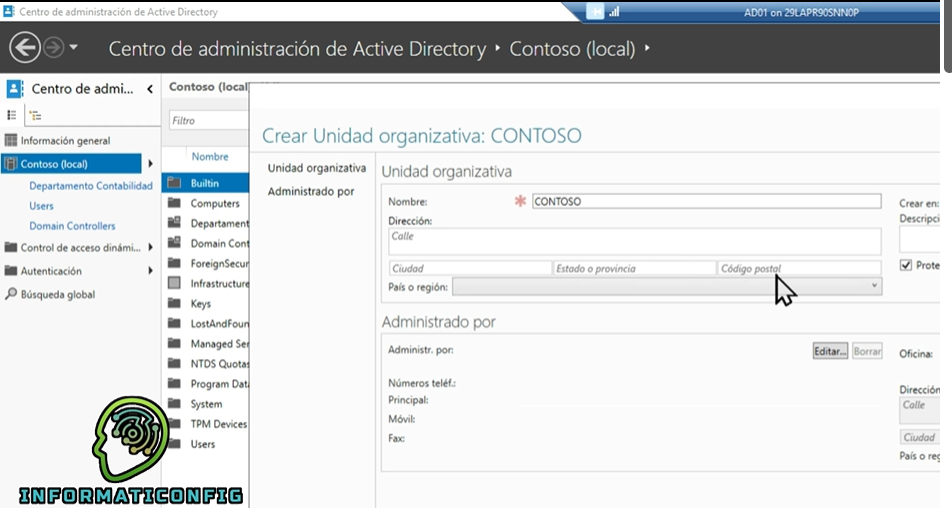 Centro de administración de Active Directory
AD01 on 29LAPR90SNN0P
Centro de administración de Active Directory • Contoso (local) •
Centro de admi...
Información general
Contoso (local)
Departamento Contabilidad
Users
Domain Controllers
Control de acceso dinámi...
Autenticación
Búsqueda global
Contoso (local)
Filtro
Nombre
Builtin
Computers
Departament
Domain Cont
ForeignSecur
Infrastructure
Keys
LostAndFoun
Managed Ser
NTDS Quotas
Program Data
System
TPM Devices
Users
Crear Unidad organizativa: CONTOSO
Unidad organizativa
Administrado por
Unidad organizativa
Nombre:
CONTOSO
Crear en:
Dirección:
Descripci
Calle
Ciudad
Estado o provincia
Código postal
Prote
País o región:
Administrado por
Administr. por:
Editar...
Borrar
Oficina:
Números teléf.:
Dirección
Principal:
Calle
Móvil:
Fax:
Ciudad
País o reg
INFORMATICONFIG